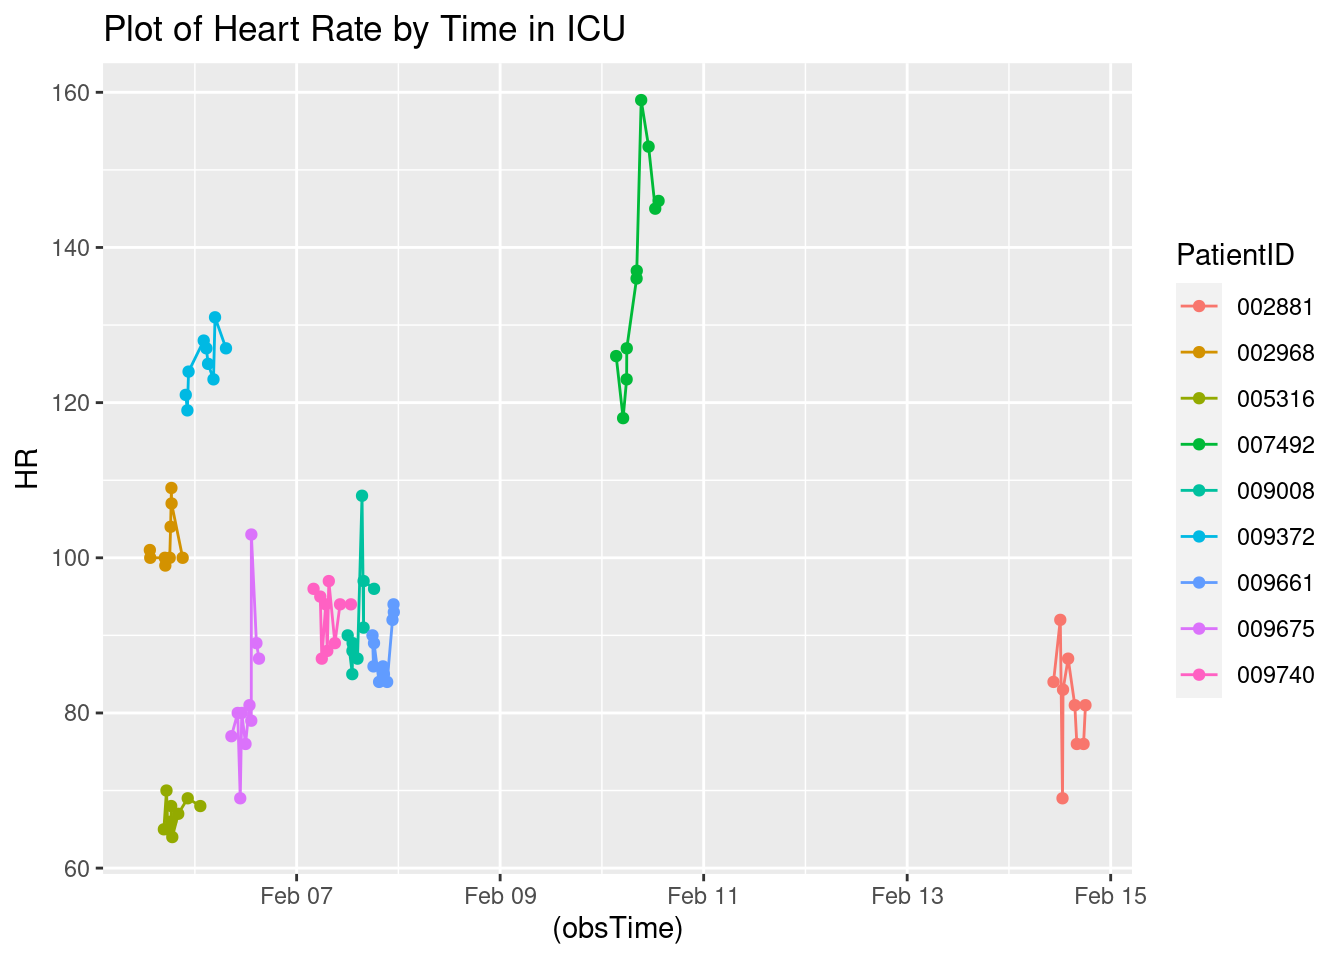 Plot of Heart Rate by Time in ICU
160
140
120
100
80
60
HR
Feb 07
Feb 09
Feb 11
Feb 13
Feb 15
(obsTime)
PatientID
002881
002968
005316
007492
009008
009372
009661
009675
009740